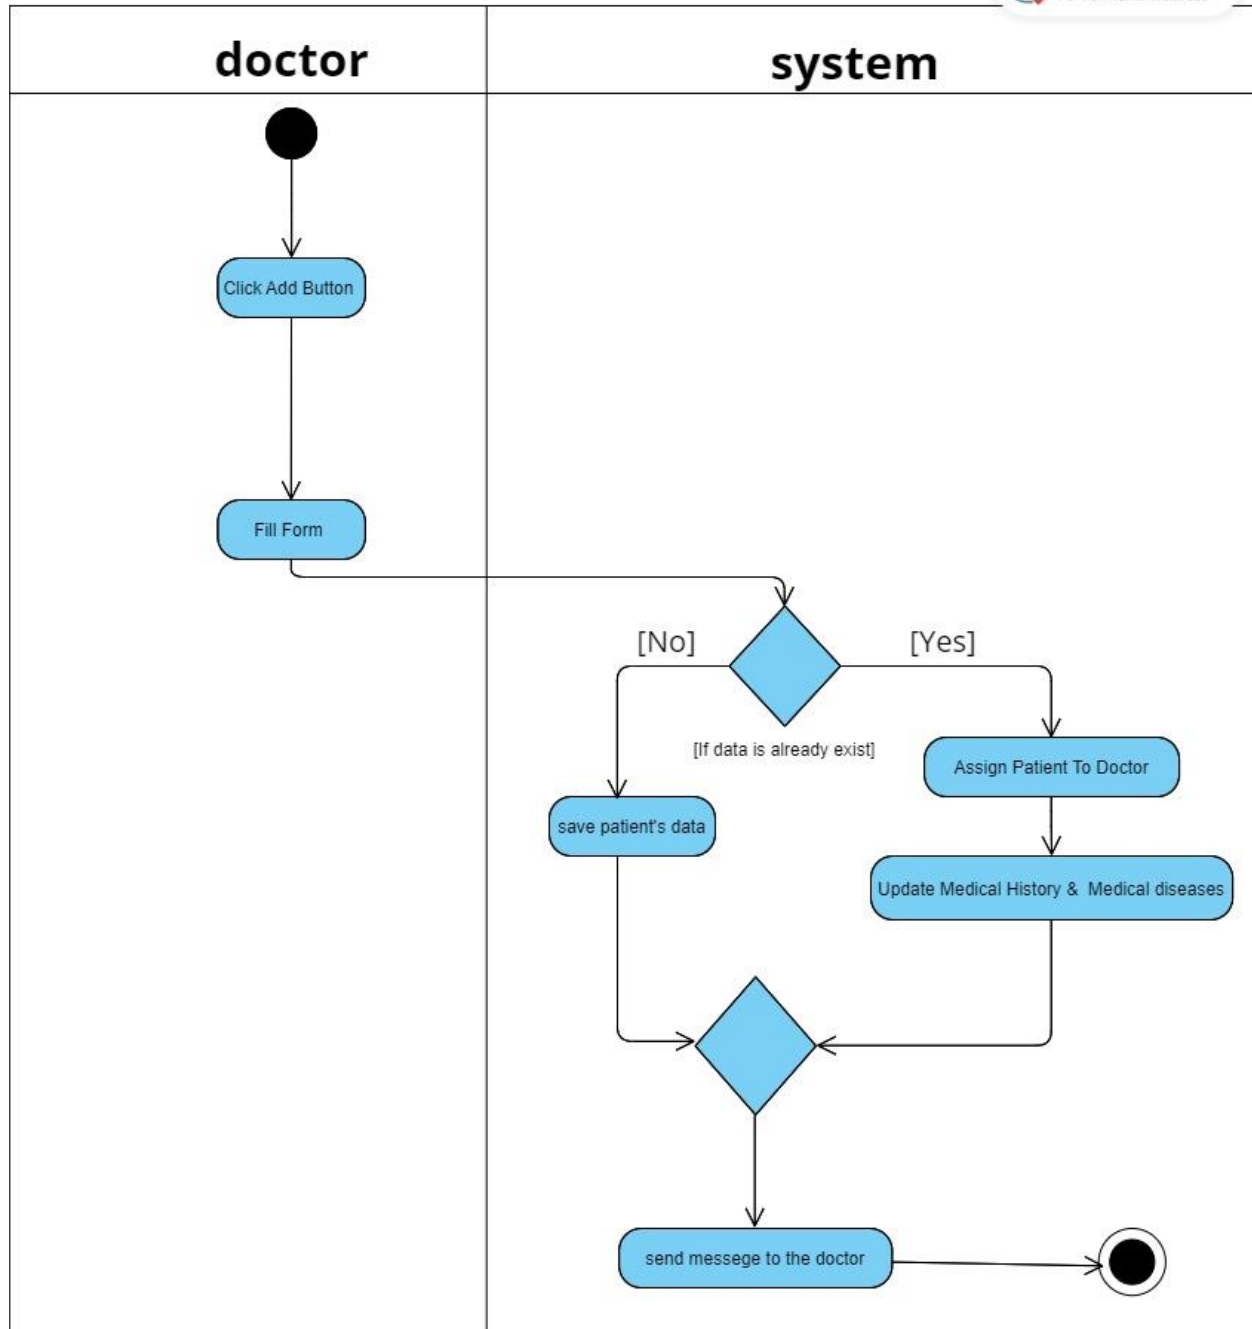 doctor
system
Click Add Button
Fill Form
[No]
[Yes]
[If data is already exist]
Assign Patient To Doctor
save patient's data
Update Medical History & Medical diseases
send messege to the doctor